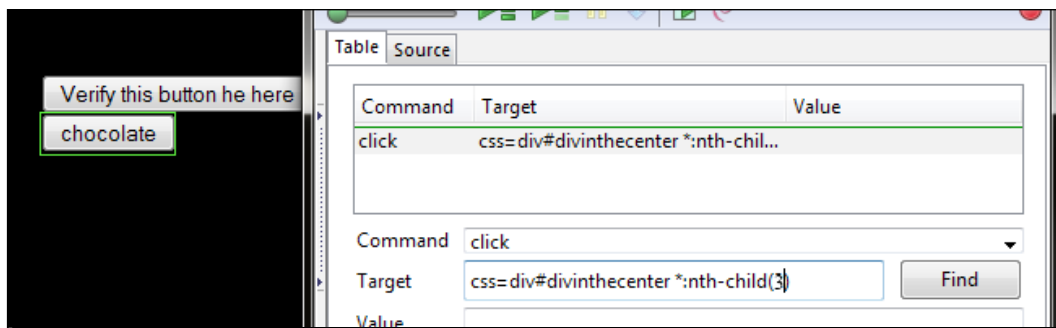 Table Source
Verify this button he here
chocolate
Command Target Value
click css=div#divinthecenter *:nth-chil...
Command click
Target css=div#divinthecenter *:nth-child(3) Find
Value